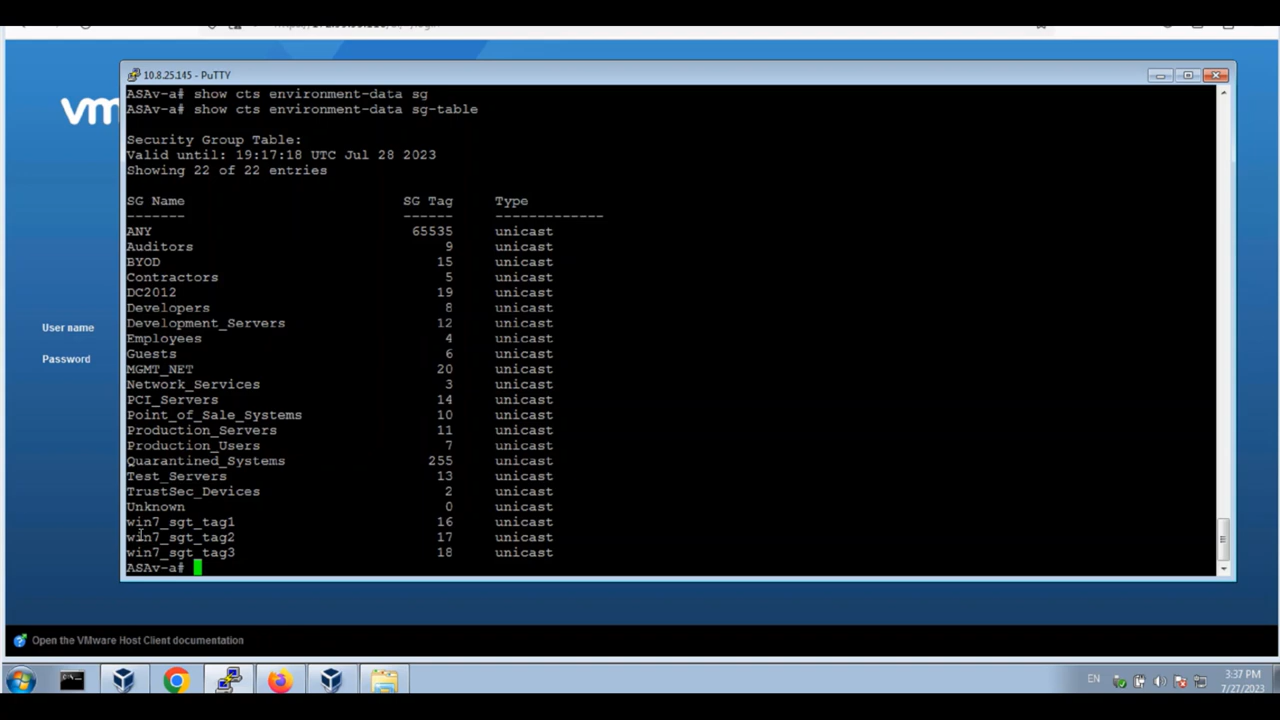 10.8.25.145 - PuTTY
vm
ASAv-a# show cts environment-data sg
ASAv-a# show cts environment-data sg-table
Security Group Table:
Valid until: 19:17:18 UTC Jul 28 2023
Showing 22 of 22 entries
SG Name SG Tag Type
------- ------ -------------
ANY 65535 unicast
Auditors 9 unicast
BYOD 15 unicast
Contractors 5 unicast
DC2012 19 unicast
Developers 8 unicast
Development_Servers 12 unicast
Employees 4 unicast
Guests 6 unicast
MGMT_NET 20 unicast
Network_Services 3 unicast
PCI_Servers 14 unicast
Point_of_Sale_Systems 10 unicast
Production_Servers 11 unicast
Production_Users 7 unicast
Quarantined_Systems 255 unicast
Test_Servers 13 unicast
TrustSec_Devices 2 unicast
Unknown 0 unicast
win7_sgt_tag1 16 unicast
win7_sgt_tag2 17 unicast
win7_sgt_tag3 18 unicast
ASAv-a#
User name
Password
Open the VMware Host Client documentation
EN
3:37 PM
7/27/2023